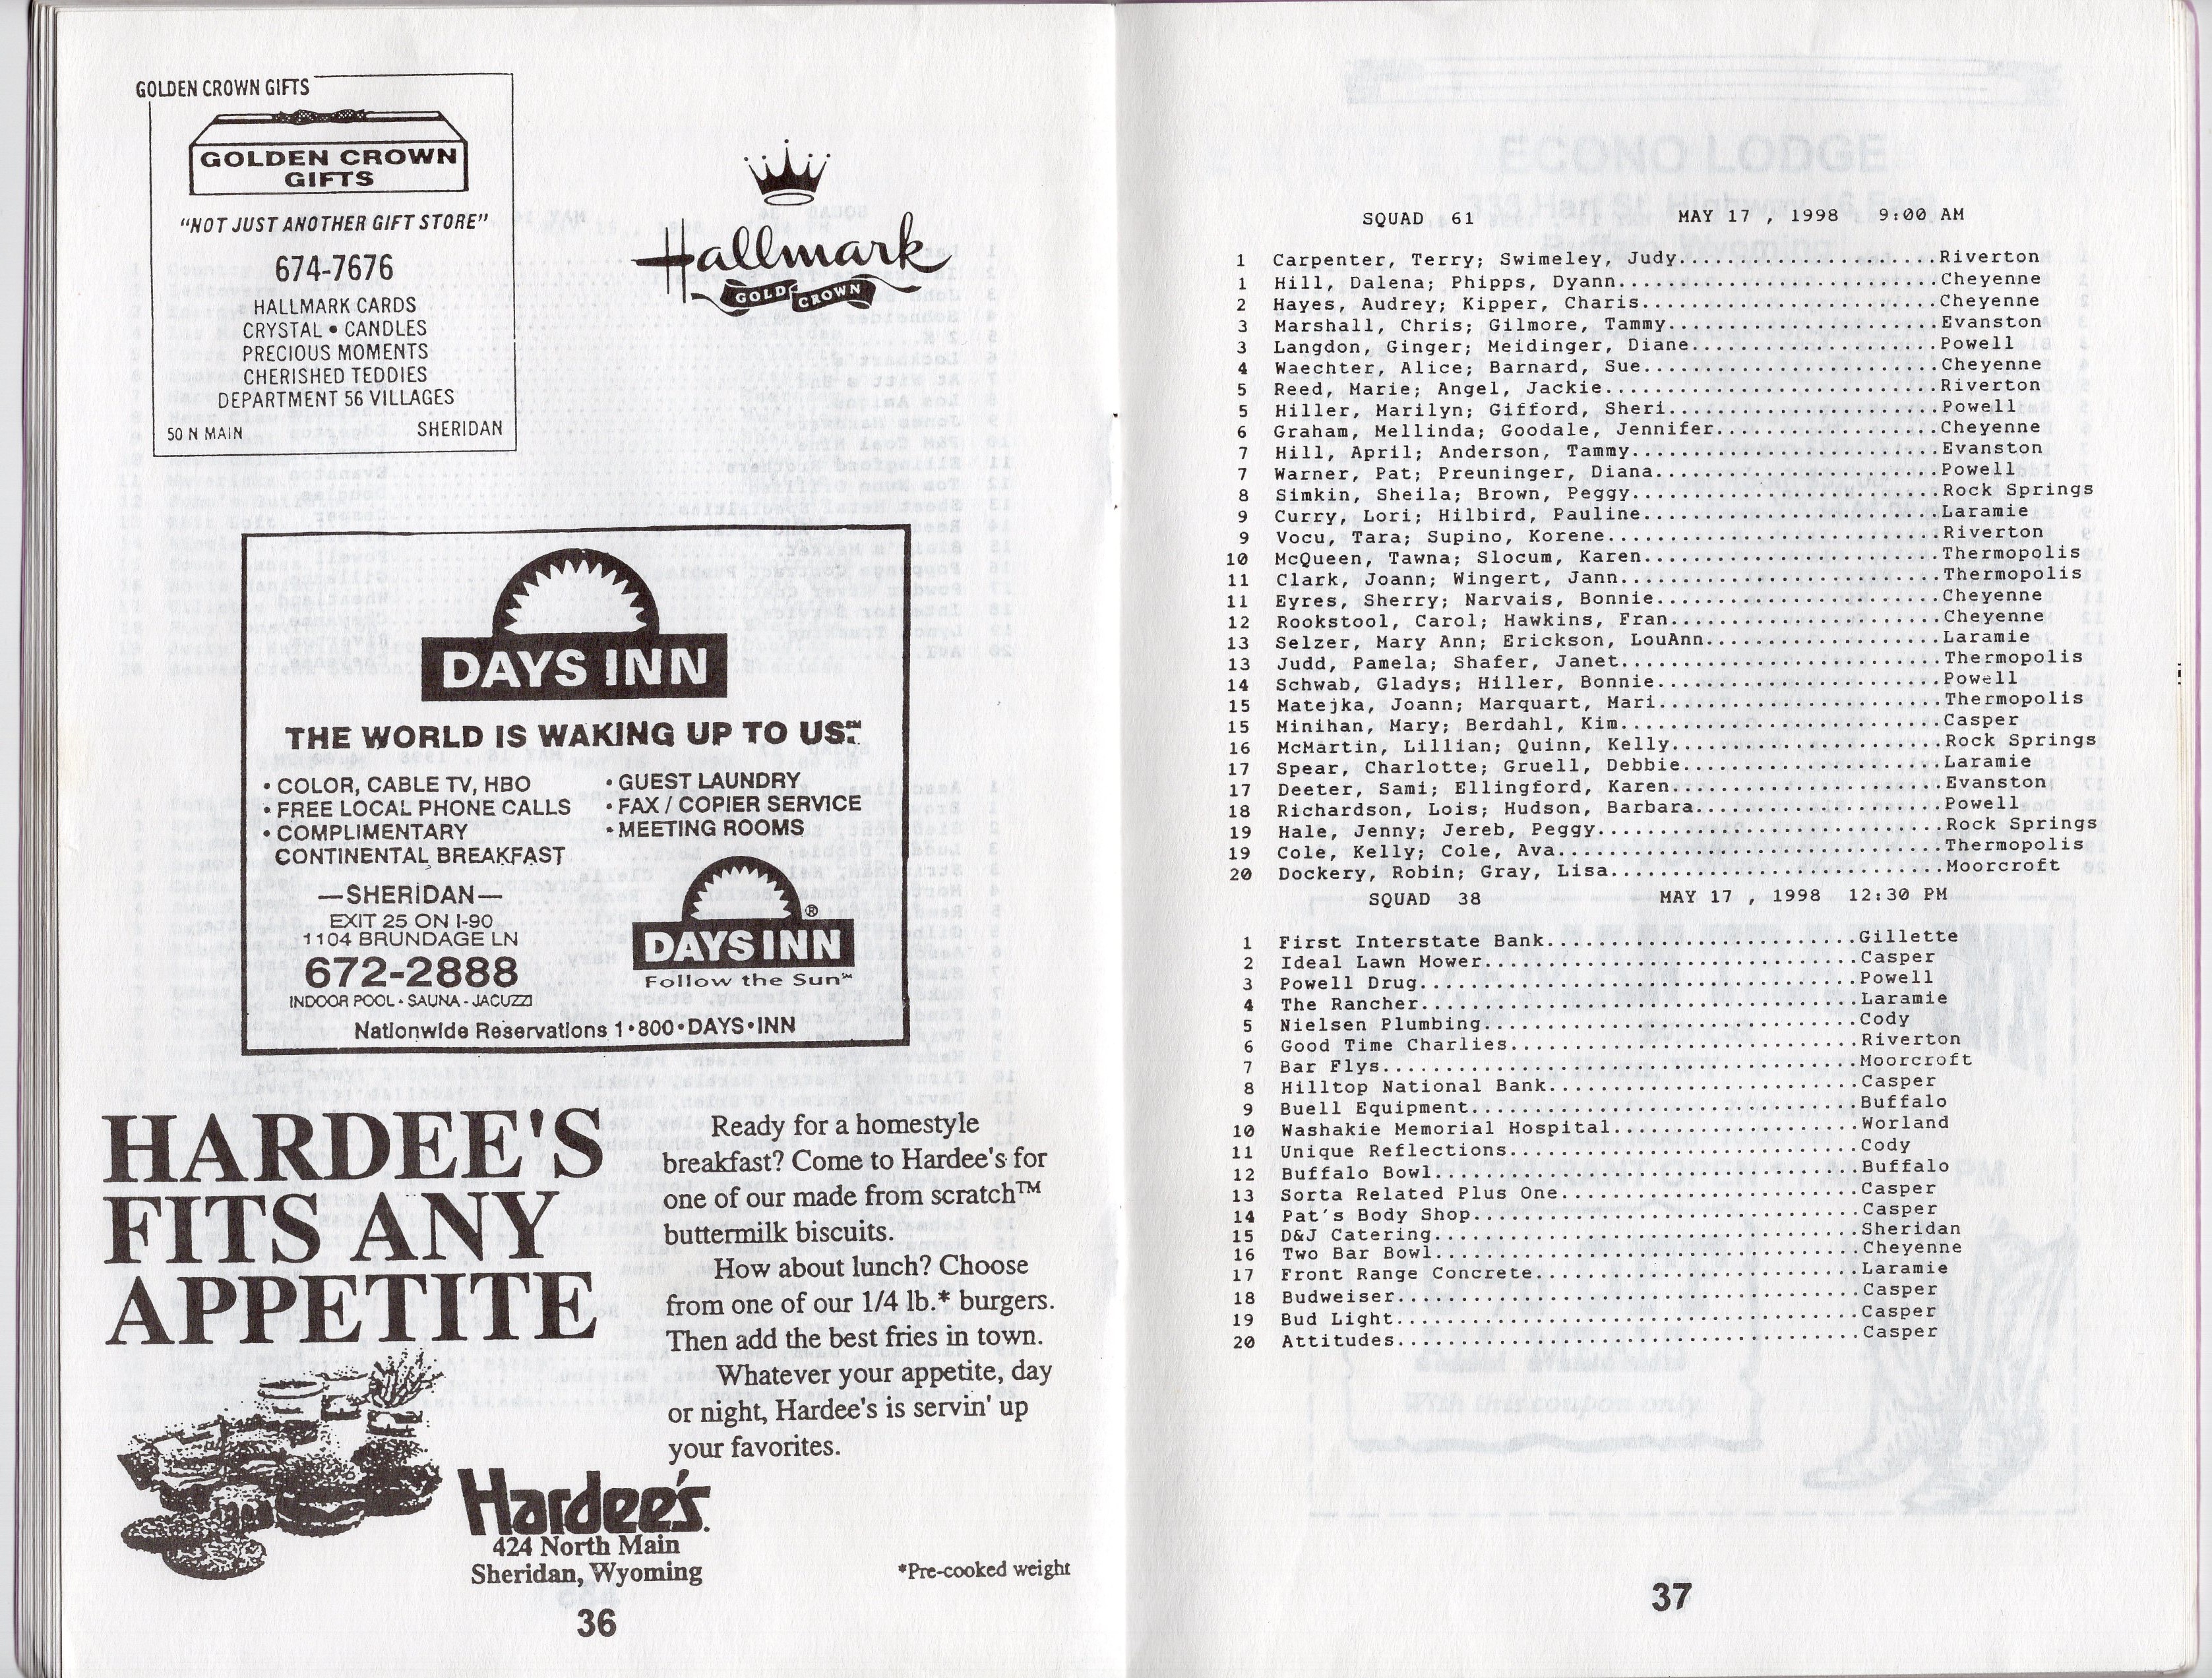 GOLDEN CROWN GIFTS
GOLDEN CROWN
GIFTS
"NOT JUST ANOTHER GIFT STORE"
674-7676
HALLMARK CARDS
CRYSTAL • CANDLES
PRECIOUS MOMENTS
CHERISHED TEDDIES
DEPARTMENT 56 VILLAGES
50 N MAIN SHERIDAN
Hallmark
GOLD CROWN
DAYS INN
THE WORLD IS WAKING UP TO US.℠
• COLOR, CABLE TV, HBO
• FREE LOCAL PHONE CALLS
• COMPLIMENTARY
CONTINENTAL BREAKFAST
• GUEST LAUNDRY
• FAX / COPIER SERVICE
• MEETING ROOMS
—SHERIDAN—
EXIT 25 ON I-90
1104 BRUNDAGE LN
672-2888
INDOOR POOL • SAUNA - JACUZZI
DAYS INN ®
Follow the Sun℠
Nationwide Reservations 1•800•DAYS•INN
HARDEE'S
FITS ANY
APPETITE
Ready for a homestyle
breakfast? Come to Hardee's for
one of our made from scratch™
buttermilk biscuits.
How about lunch? Choose
from one of our 1/4 lb.* burgers.
Then add the best fries in town.
Whatever your appetite, day
or night, Hardee's is servin' up
your favorites.
Hardee's.
424 North Main
Sheridan, Wyoming
*Pre-cooked weight
36
SQUAD 61 MAY 17 , 1998 9:00 AM
1 Carpenter, Terry; Swimeley, Judy....................Riverton
1 Hill, Dalena; Phipps, Dyann.........................Cheyenne
2 Hayes, Audrey; Kipper, Charis.......................Cheyenne
3 Marshall, Chris; Gilmore, Tammy.....................Evanston
3 Langdon, Ginger; Meidinger, Diane...................Powell
4 Waechter, Alice; Barnard, Sue.......................Cheyenne
5 Reed, Marie; Angel, Jackie..........................Riverton
5 Hiller, Marilyn; Gifford, Sheri.....................Powell
6 Graham, Mellinda; Goodale, Jennifer.................Cheyenne
7 Hill, April; Anderson, Tammy........................Evanston
7 Warner, Pat; Preuninger, Diana......................Powell
8 Simkin, Sheila; Brown, Peggy........................Rock Springs
9 Curry, Lori; Hilbird, Pauline.......................Laramie
9 Vocu, Tara; Supino, Korene..........................Riverton
10 McQueen, Tawna; Slocum, Karen.......................Thermopolis
11 Clark, Joann; Wingert, Jann.........................Thermopolis
11 Eyres, Sherry; Narvais, Bonnie......................Cheyenne
12 Rookstool, Carol; Hawkins, Fran.....................Cheyenne
13 Selzer, Mary Ann; Erickson, LouAnn..................Laramie
13 Judd, Pamela; Shafer, Janet.........................Thermopolis
14 Schwab, Gladys; Hiller, Bonnie......................Powell
15 Matejka, Joann; Marquart, Mari......................Thermopolis
15 Minihan, Mary; Berdahl, Kim.........................Casper
16 McMartin, Lillian; Quinn, Kelly.....................Rock Springs
17 Spear, Charlotte; Gruell, Debbie....................Laramie
17 Deeter, Sami; Ellingford, Karen.....................Evanston
18 Richardson, Lois; Hudson, Barbara...................Powell
19 Hale, Jenny; Jereb, Peggy...........................Rock Springs
19 Cole, Kelly; Cole, Ava..............................Thermopolis
20 Dockery, Robin; Gray, Lisa..........................Moorcroft
SQUAD 38 MAY 17 , 1998 12:30 PM
1 First Interstate Bank...........................Gillette
2 Ideal Lawn Mower................................Casper
3 Powell Drug.....................................Powell
4 The Rancher.....................................Laramie
5 Nielsen Plumbing................................Cody
6 Good Time Charlies..............................Riverton
7 Bar Flys........................................Moorcroft
8 Hilltop National Bank...........................Casper
9 Buell Equipment.................................Buffalo
10 Washakie Memorial Hospital......................Worland
11 Unique Reflections..............................Cody
12 Buffalo Bowl....................................Buffalo
13 Sorta Related Plus One..........................Casper
14 Pat's Body Shop.................................Casper
15 D&J Catering....................................Sheridan
16 Two Bar Bowl....................................Cheyenne
17 Front Range Concrete............................Laramie
18 Budweiser.......................................Casper
19 Bud Light.......................................Casper
20 Attitudes.......................................Casper
37